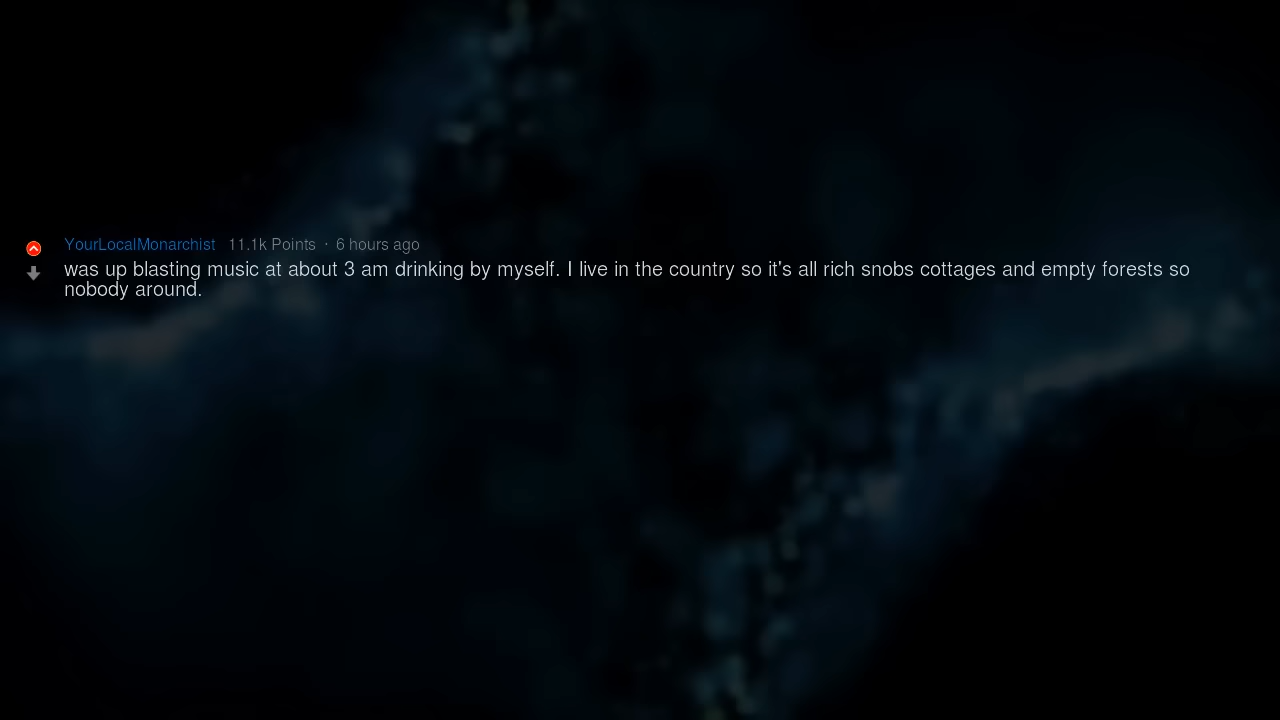 YourLocalMonarchist 11.1k Points · 6 hours ago
was up blasting music at about 3 am drinking by myself. I live in the country so it's all rich snobs cottages and empty forests so
nobody around.